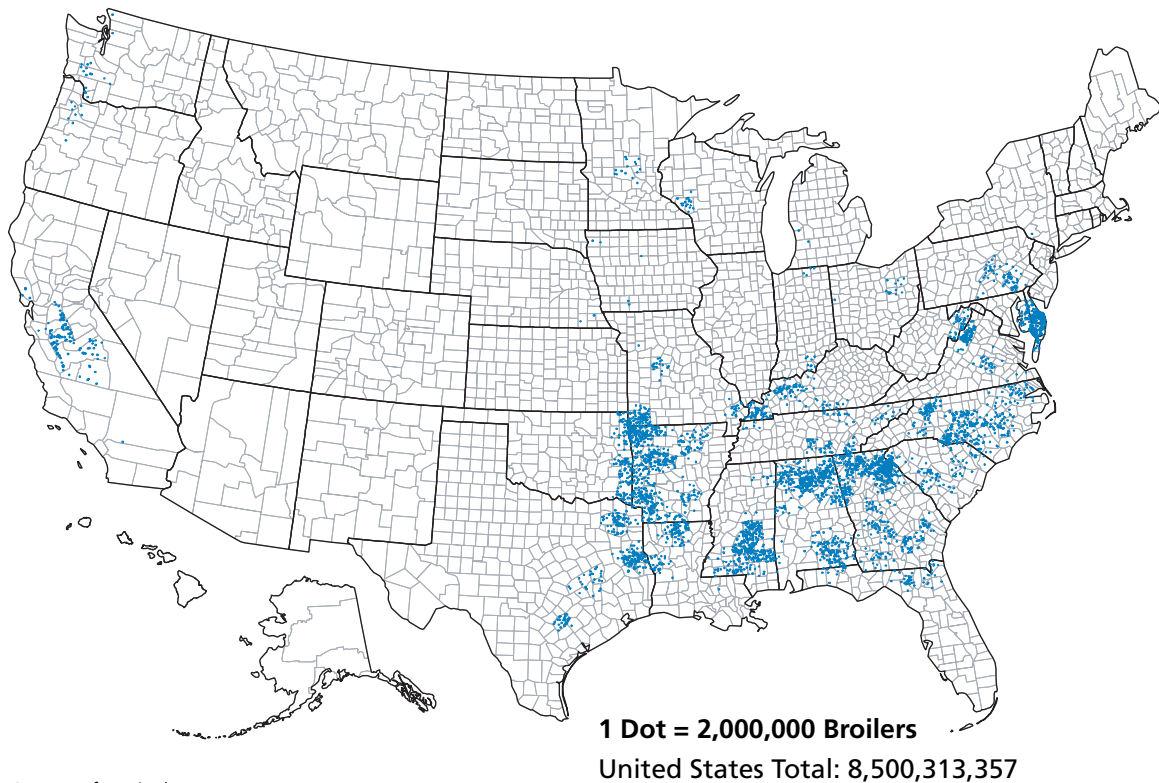 1 Dot = 2,000,000 Broilers
United States Total: 8,500,313,357